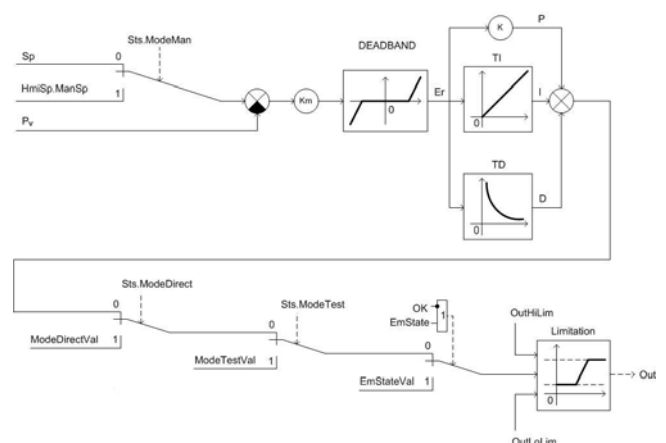 Sts.ModeMan
Sp
0
HmiSp.ManSp
1
Pv
Km
DEADBAND
0
Er
K
P
TI
0
I
TD
0
D
Sts.ModeDirect
0
ModeDirectVal
1
Sts.ModeTest
0
ModeTestVal
1
OK
EmState
1
0
EmStateVal
1
OutHiLim
Limitation
0
Out
OutLoLim